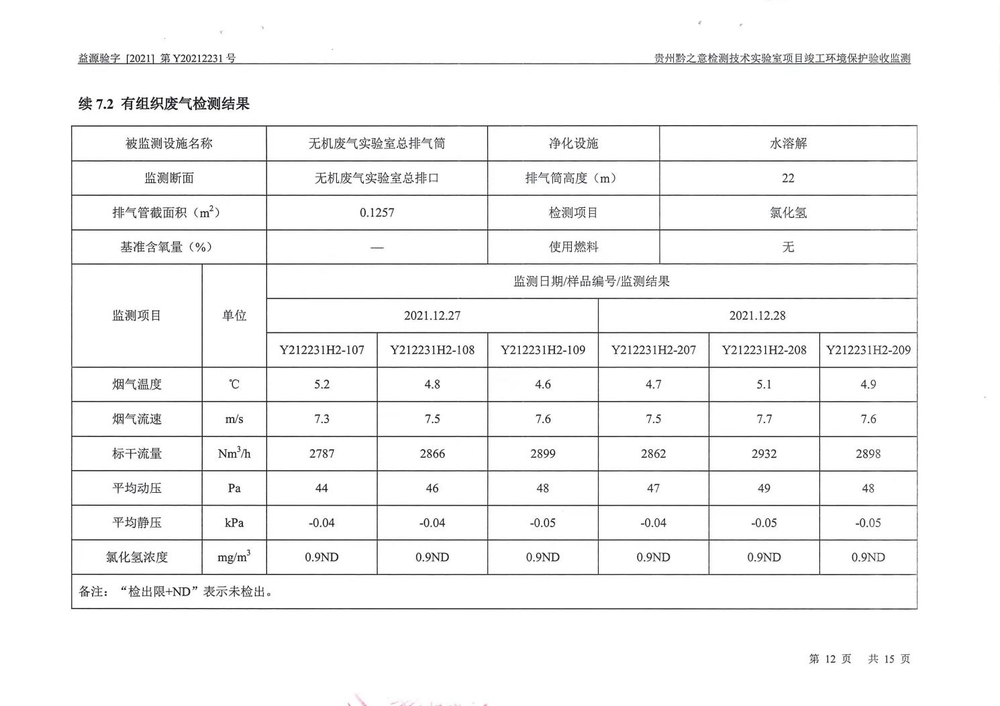 益源验字 [2021] 第 Y20212231 号
贵州黔之意检测技术实验室项目竣工环境保护验收监测
续 7.2 有组织废气检测结果
被监测设施名称 无机废气实验室总排气筒 净化设施 水溶解
监测断面 无机废气实验室总排口 排气筒高度（m） 22
排气管截面积（m²） 0.1257 检测项目 氯化氢
基准含氧量（%） — 使用燃料 无
监测项目 单位 监测日期/样品编号/监测结果
2021.12.27 2021.12.28
Y212231H2-107 Y212231H2-108 Y212231H2-109 Y212231H2-207 Y212231H2-208 Y212231H2-209
烟气温度 ℃ 5.2 4.8 4.6 4.7 5.1 4.9
烟气流速 m/s 7.3 7.5 7.6 7.5 7.7 7.6
标干流量 Nm³/h 2787 2866 2899 2862 2932 2898
平均动压 Pa 44 46 48 47 49 48
平均静压 kPa -0.04 -0.04 -0.05 -0.04 -0.05 -0.05
氯化氢浓度 mg/m³ 0.9ND 0.9ND 0.9ND 0.9ND 0.9ND 0.9ND
备注：“检出限+ND”表示未检出。
第 12 页 共 15 页